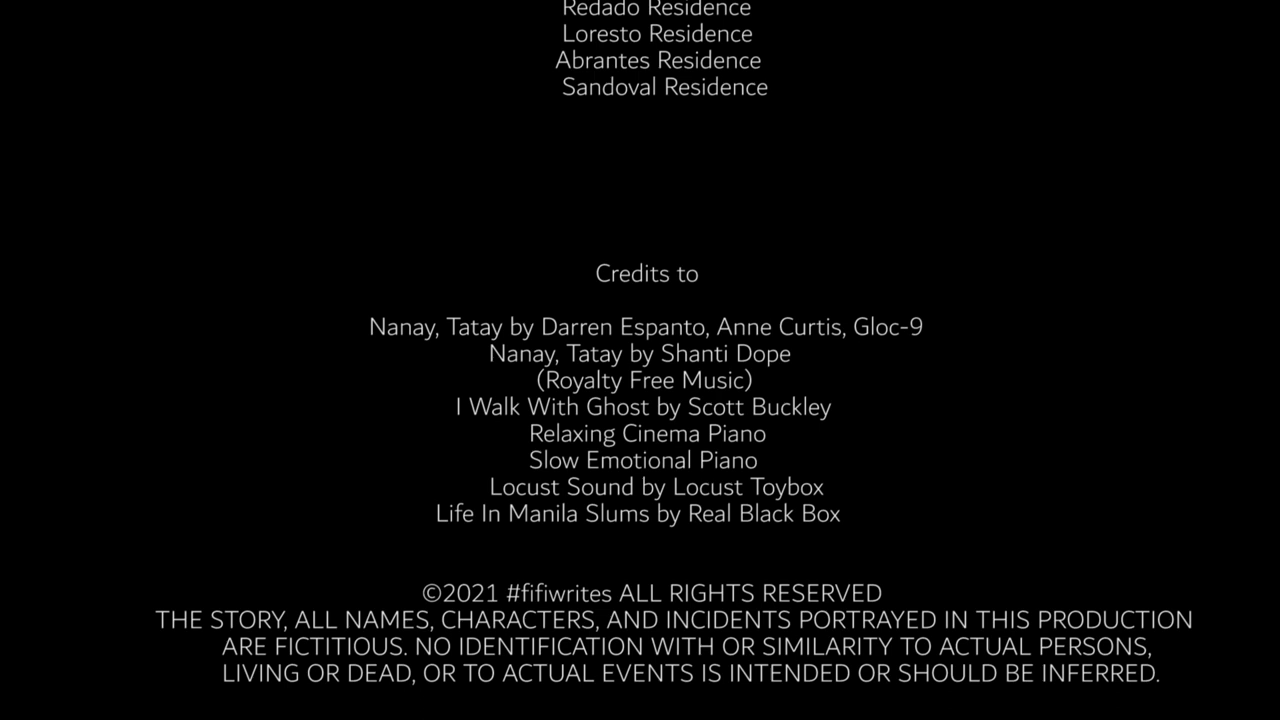 Redado Residence
Loresto Residence
Abrantes Residence
Sandoval Residence
Credits to
Nanay, Tatay by Darren Espanto, Anne Curtis, Gloc-9
Nanay, Tatay by Shanti Dope
(Royalty Free Music)
I Walk With Ghost by Scott Buckley
Relaxing Cinema Piano
Slow Emotional Piano
Locust Sound by Locust Toybox
Life In Manila Slums by Real Black Box
©2021 #fifiwrites ALL RIGHTS RESERVED
THE STORY, ALL NAMES, CHARACTERS, AND INCIDENTS PORTRAYED IN THIS PRODUCTION
ARE FICTITIOUS. NO IDENTIFICATION WITH OR SIMILARITY TO ACTUAL PERSONS,
LIVING OR DEAD, OR TO ACTUAL EVENTS IS INTENDED OR SHOULD BE INFERRED.